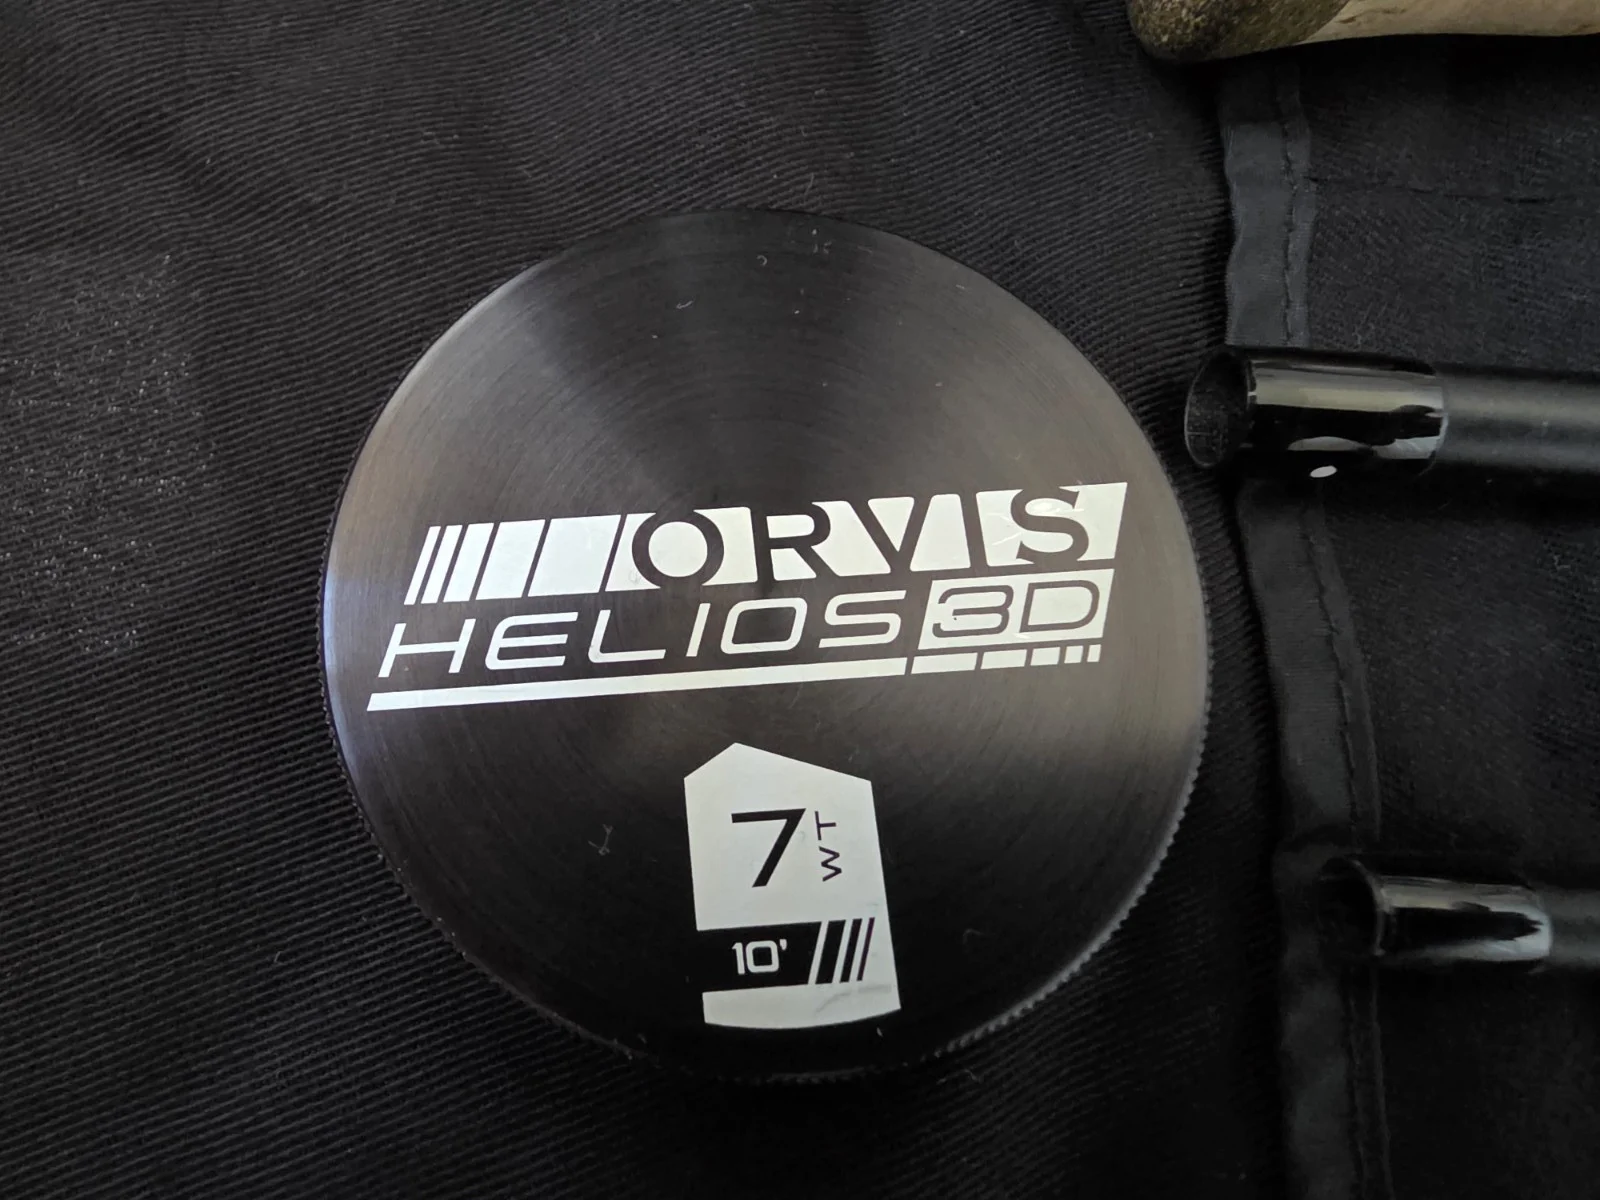 ORVIS
HELIOS 3D
7 WT
10'